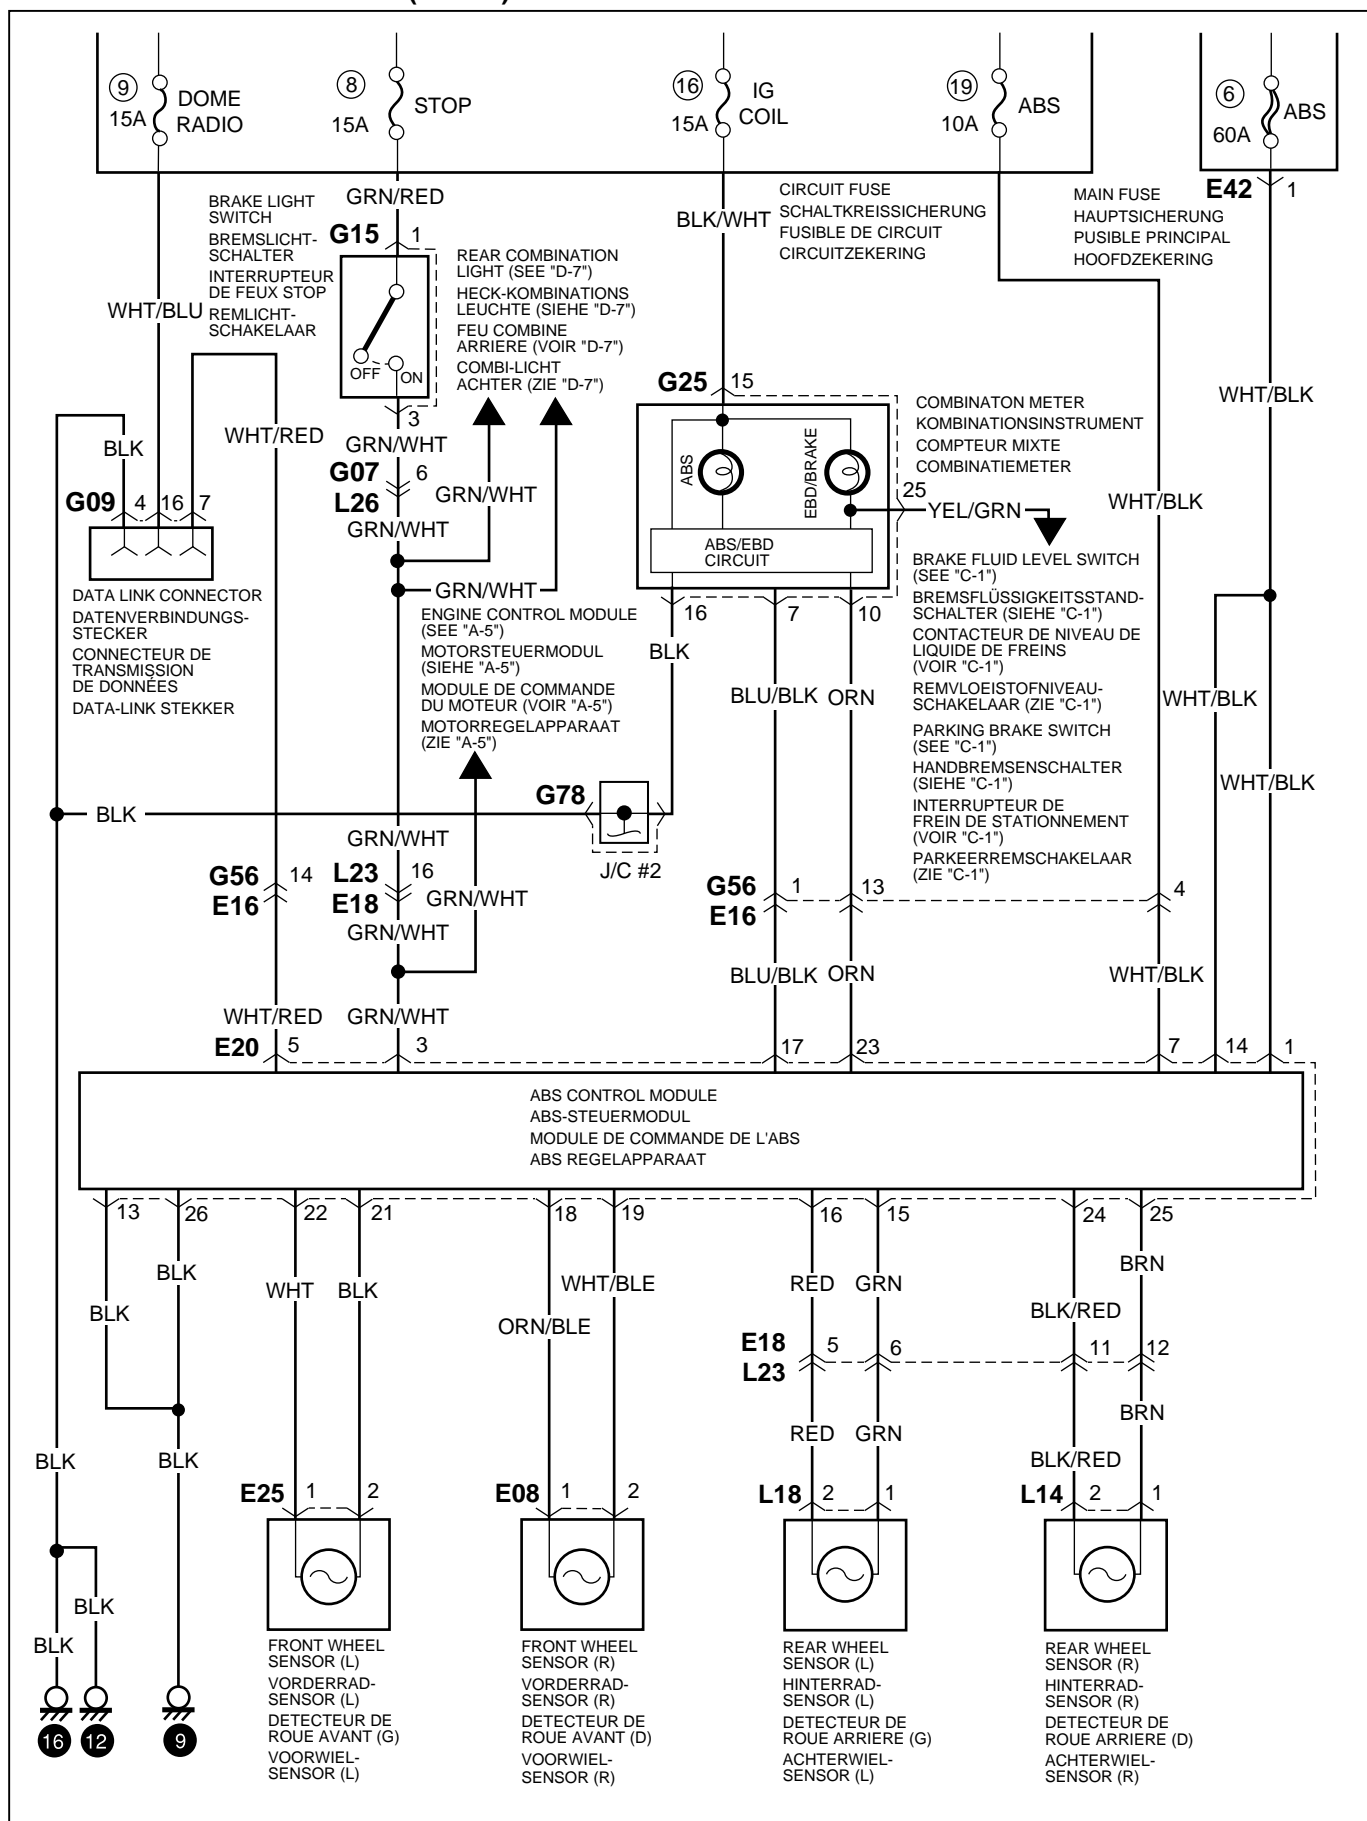 9
15A
DOME
RADIO
8
15A
STOP
16
15A
IG
COIL
19
10A
ABS
6
60A
ABS
E42
1
BRAKE LIGHT
SWITCH
BREMSLICHT-
SCHALTER
INTERRUPTEUR
DE FEUX STOP
REMLICHT-
SCHAKELAAR
GRN/RED
G15
1
BLK/WHT
CIRCUIT FUSE
SCHALTKREISSICHERUNG
FUSIBLE DE CIRCUIT
CIRCUITZEKERING
MAIN FUSE
HAUPTSICHERUNG
PUSIBLE PRINCIPAL
HOOFDZEKERING
WHT/BLU
OFF
ON
3
REAR COMBINATION
LIGHT (SEE "D-7")
HECK-KOMBINATIONS
LEUCHTE (SIEHE "D-7")
FEU COMBINE
ARRIERE (VOIR "D-7")
COMBI-LICHT
ACHTER (ZIE "D-7")
G25
15
WHT/BLK
COMBINATON METER
KOMBINATIONSINSTRUMENT
COMPTEUR MIXTE
COMBINATIEMETER
BLK
WHT/RED
GRN/WHT
G07
6
L26
GRN/WHT
GRN/WHT
ABS
EBD/BRAKE
25
YEL/GRN
WHT/BLK
G09
4
16
7
ABS/EBD
CIRCUIT
GRN/WHT
16
7
10
DATA LINK CONNECTOR
DATENVERBINDUNGS-
STECKER
CONNECTEUR DE
TRANSMISSION
DE DONNÉES
DATA-LINK STEKKER
ENGINE CONTROL MODULE
(SEE "A-5")
MOTORSTEUERMODUL
(SIEHE "A-5")
MODULE DE COMMANDE
DU MOTEUR (VOIR "A-5")
MOTORREGELAPPARAAT
(ZIE "A-5")
BLK
BLU/BLK
ORN
BRAKE FLUID LEVEL SWITCH
(SEE "C-1")
BREMSFLÜSSIGKEITSSTAND-
SCHALTER (SIEHE "C-1")
CONTACTEUR DE NIVEAU DE
LIQUIDE DE FREINS
(VOIR "C-1")
REMVLOEISTOFNIVEAU-
SCHAKELAAR (ZIE "C-1")
PARKING BRAKE SWITCH
(SEE "C-1")
HANDBREMSENSCHALTER
(SIEHE "C-1")
INTERRUPTEUR DE
FREIN DE STATIONNEMENT
(VOIR "C-1")
PARKEERREMSCHAKELAAR
(ZIE "C-1")
WHT/BLK
WHT/BLK
BLK
G78
J/C #2
GRN/WHT
G56
14
E16
L23
16
E18
GRN/WHT
GRN/WHT
G56
1
13
4
E16
BLU/BLK
ORN
WHT/BLK
WHT/RED
GRN/WHT
E20
5
3
17
23
7
14
1
ABS CONTROL MODULE
ABS-STEUERMODUL
MODULE DE COMMANDE DE L'ABS
ABS REGELAPPARAAT
13
26
22
21
18
19
16
15
24
25
BLK
BLK
WHT
BLK
ORN/BLE
WHT/BLE
RED
GRN
BLK/RED
BRN
E18
5
6
11
12
L23
RED
GRN
BLK/RED
BRN
BLK
BLK
E25
1
2
E08
1
2
L18
2
1
L14
2
1
BLK
BLK
16
12
9
FRONT WHEEL
SENSOR (L)
VORDERRAD-
SENSOR (L)
DETECTEUR DE
ROUE AVANT (G)
VOORWIEL-
SENSOR (L)
FRONT WHEEL
SENSOR (R)
VORDERRAD-
SENSOR (R)
DETECTEUR DE
ROUE AVANT (D)
VOORWIEL-
SENSOR (R)
REAR WHEEL
SENSOR (L)
HINTERRAD-
SENSOR (L)
DETECTEUR DE
ROUE ARRIERE (G)
ACHTERWIEL-
SENSOR (L)
REAR WHEEL
SENSOR (R)
HINTERRAD-
SENSOR (R)
DETECTEUR DE
ROUE ARRIERE (D)
ACHTERWIEL-
SENSOR (R)